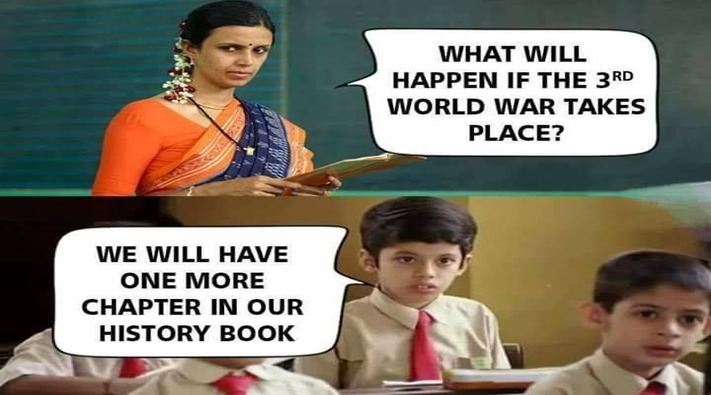 WHAT WILL
HAPPEN IF THE 3RD
WORLD WAR TAKES
PLACE?
WE WILL HAVE
ONE MORE
CHAPTER IN OUR
HISTORY BOOK